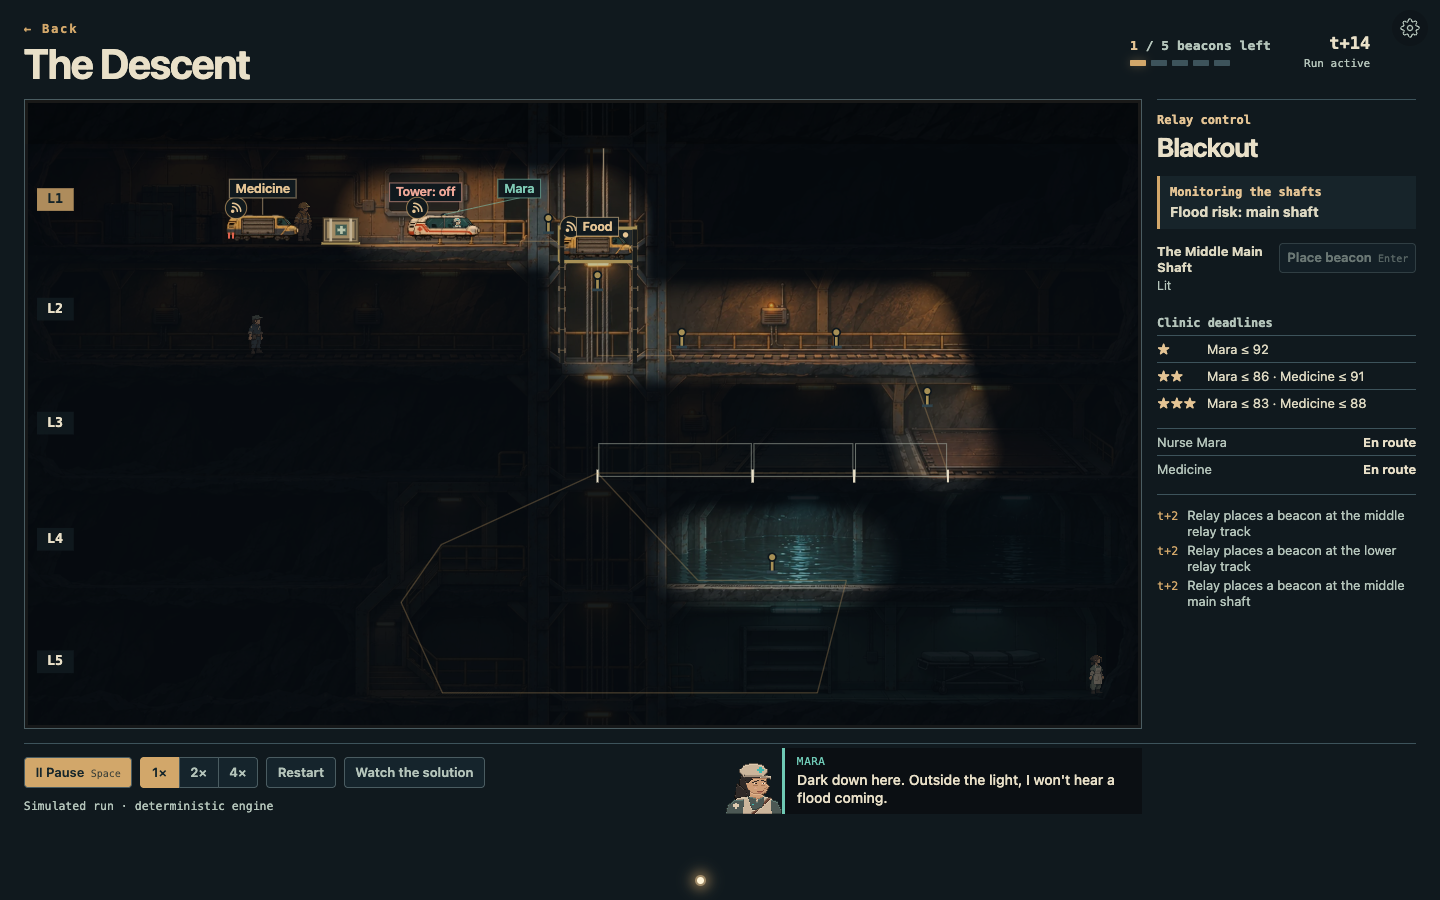 ← Back
The Descent
1 / 5 beacons left
t+14
Run active
L1
L2
L3
L4
L5
Medicine
Tower: off
Mara
2
Food
Relay control
Blackout
Monitoring the shafts
Flood risk: main shaft
The Middle Main
Shaft
Place beacon Enter
Lit
Clinic deadlines
★ Mara ≤ 92
★★ Mara ≤ 86 · Medicine ≤ 91
★★★ Mara ≤ 83 · Medicine ≤ 88
Nurse Mara En route
Medicine En route
t+2 Relay places a beacon at the middle
relay track
t+2 Relay places a beacon at the lower
relay track
t+2 Relay places a beacon at the middle
main shaft
II Pause Space
1×
2×
4×
Restart
Watch the solution
Simulated run · deterministic engine
MARA
Dark down here. Outside the light, I won't hear a
flood coming.